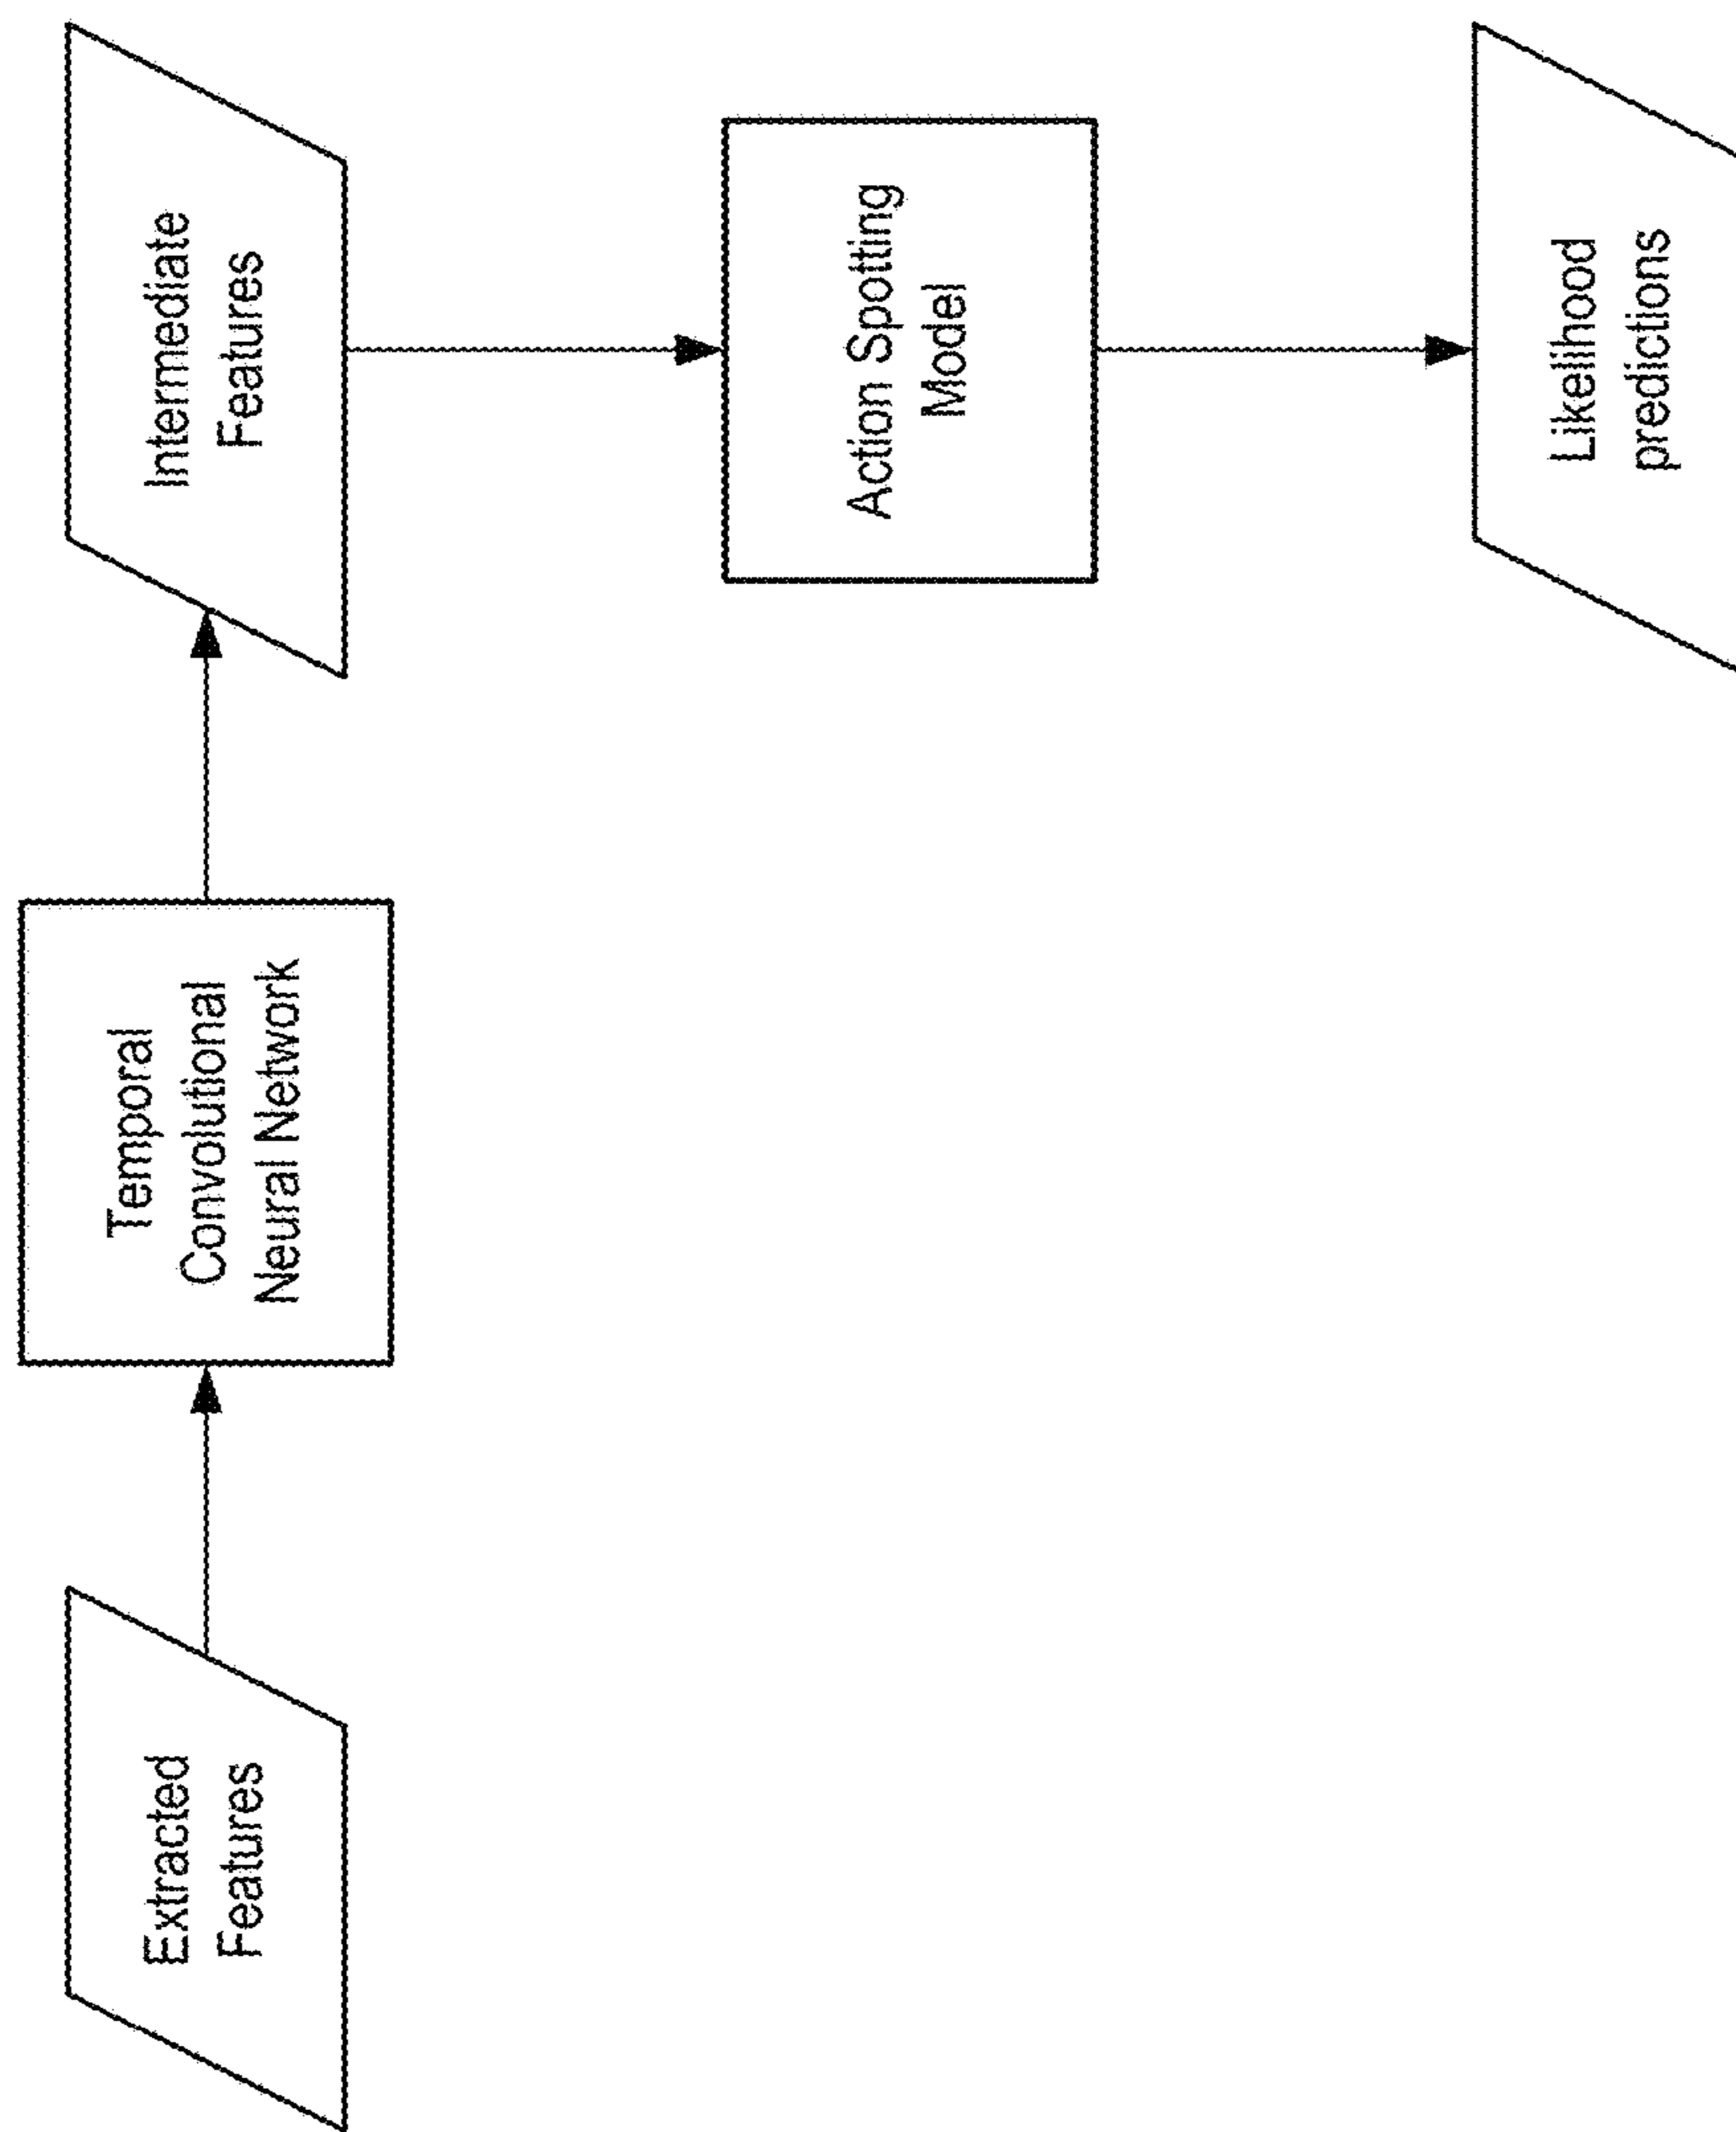 Extracted
Features
Temporal
Convolutional
Neural Network
Intermediate
Features
Action Spotting
Model
Likelihood
predictions